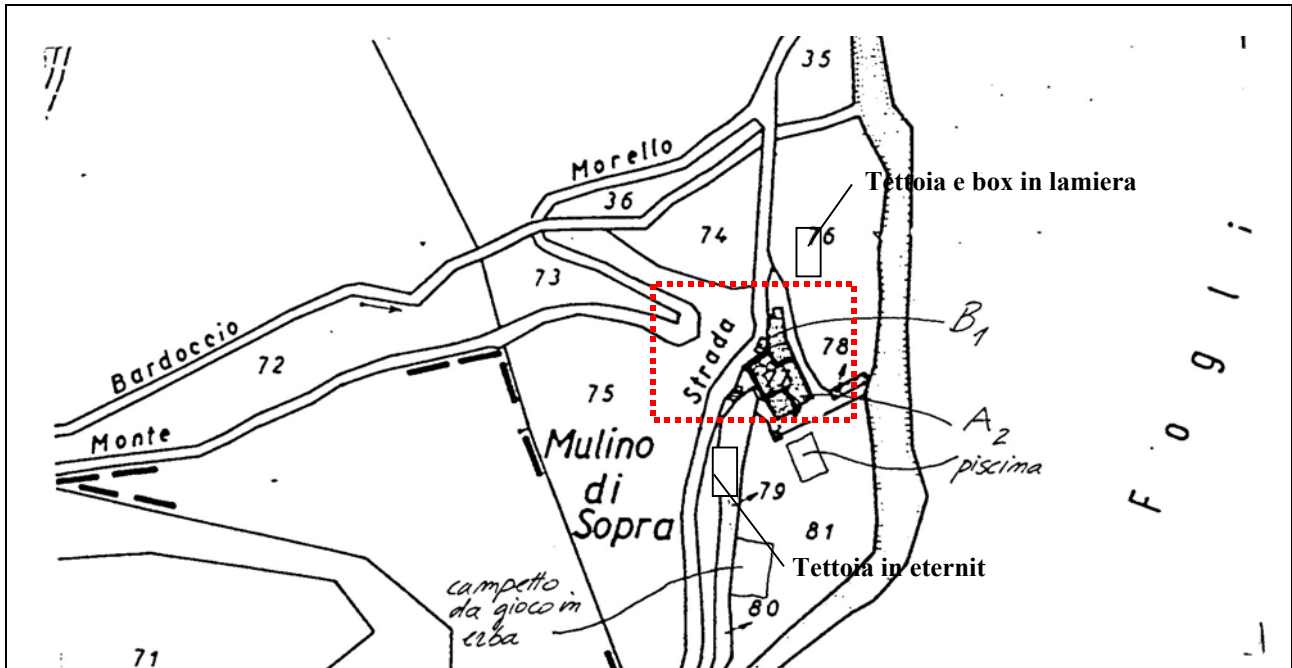 35
Morello
Tettoia e box in lamiera
36
74
76
73
Bardoccio
Strada
B1
78
72
77
75
Monte
A2
Mulino
di
Sopra
piscina
79
81
Fogli
Tettoia in eternit
campetto
da gioco in
erba
80
71